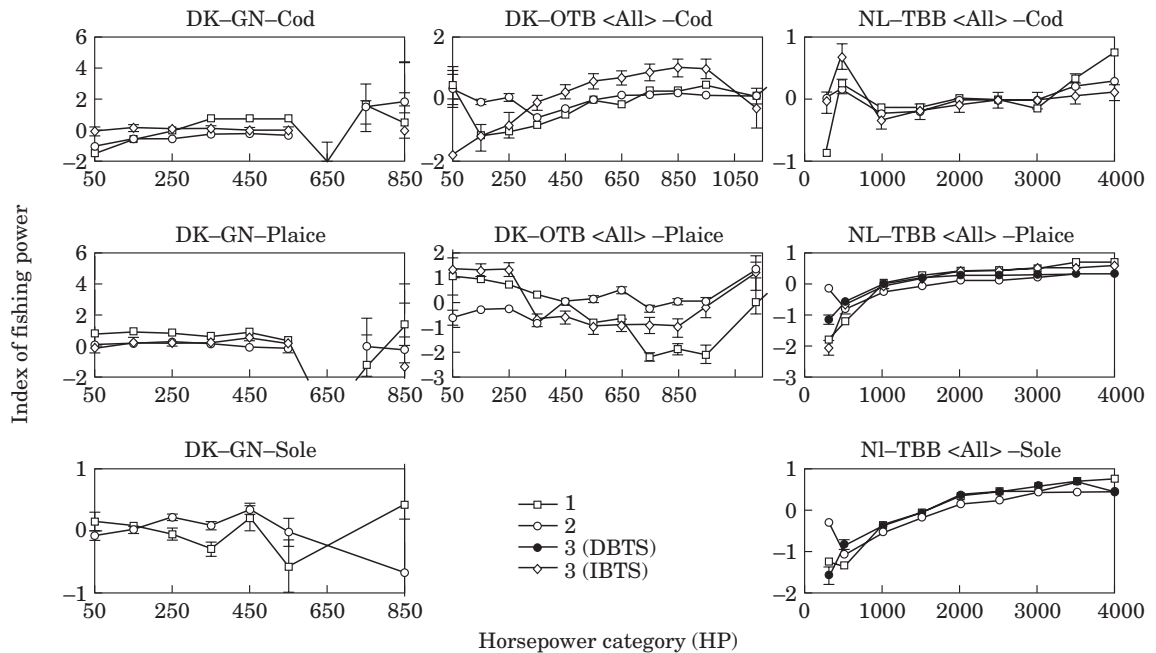 DK–GN–Cod
DK–OTB <All> –Cod
NL–TBB <All> –Cod
6
4
2
0
–2
50 250 450 650 850
2
0
–2
50 250 450 650 850 1050
1
0
–1
0 1000 2000 3000 4000
Index of fishing power
DK–GN–Plaice
DK–OTB <All> –Plaice
NL–TBB <All> –Plaice
6
4
2
0
–2
50 250 450 650 850
2
1
0
–1
–2
–3
50 250 450 650 850 1050
1
0
–1
–2
–3
0 1000 2000 3000 4000
DK–GN–Sole
Nl–TBB <All> –Sole
1
0
–1
50 250 450 650 850
1
2
3 (DBTS)
3 (IBTS)
1
0
–1
–2
0 1000 2000 3000 4000
Horsepower category (HP)